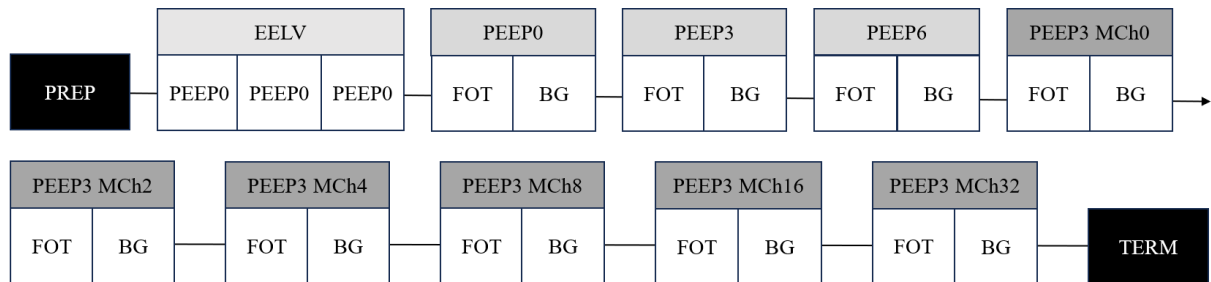 EELV PEEP0 PEEP3 PEEP6 PEEP3 MCh0
PREP PEEP0 PEEP0 PEEP0 FOT BG FOT BG FOT BG FOT BG
PEEP3 MCh2 PEEP3 MCh4 PEEP3 MCh8 PEEP3 MCh16 PEEP3 MCh32
FOT BG FOT BG FOT BG FOT BG FOT BG TERM